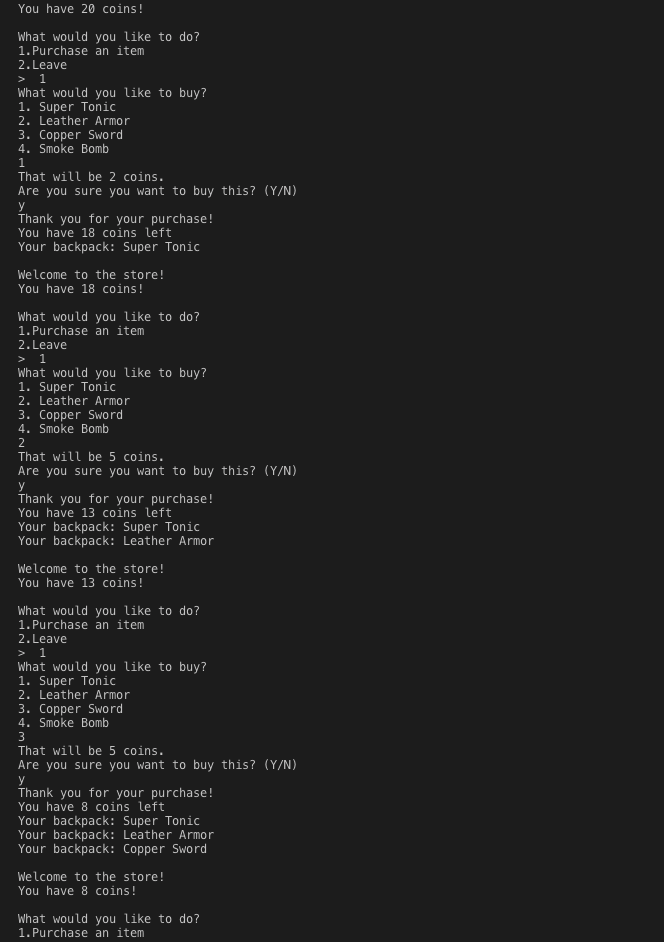 You have 20 coins!
What would you like to do?
1.Purchase an item
2.Leave
>  1
What would you like to buy?
1. Super Tonic
2. Leather Armor
3. Copper Sword
4. Smoke Bomb
1
That will be 2 coins.
Are you sure you want to buy this? (Y/N)
y
Thank you for your purchase!
You have 18 coins left
Your backpack: Super Tonic
Welcome to the store!
You have 18 coins!
What would you like to do?
1.Purchase an item
2.Leave
>  1
What would you like to buy?
1. Super Tonic
2. Leather Armor
3. Copper Sword
4. Smoke Bomb
2
That will be 5 coins.
Are you sure you want to buy this? (Y/N)
y
Thank you for your purchase!
You have 13 coins left
Your backpack: Super Tonic
Your backpack: Leather Armor
Welcome to the store!
You have 13 coins!
What would you like to do?
1.Purchase an item
2.Leave
>  1
What would you like to buy?
1. Super Tonic
2. Leather Armor
3. Copper Sword
4. Smoke Bomb
3
That will be 5 coins.
Are you sure you want to buy this? (Y/N)
y
Thank you for your purchase!
You have 8 coins left
Your backpack: Super Tonic
Your backpack: Leather Armor
Your backpack: Copper Sword
Welcome to the store!
You have 8 coins!
What would you like to do?
1.Purchase an item